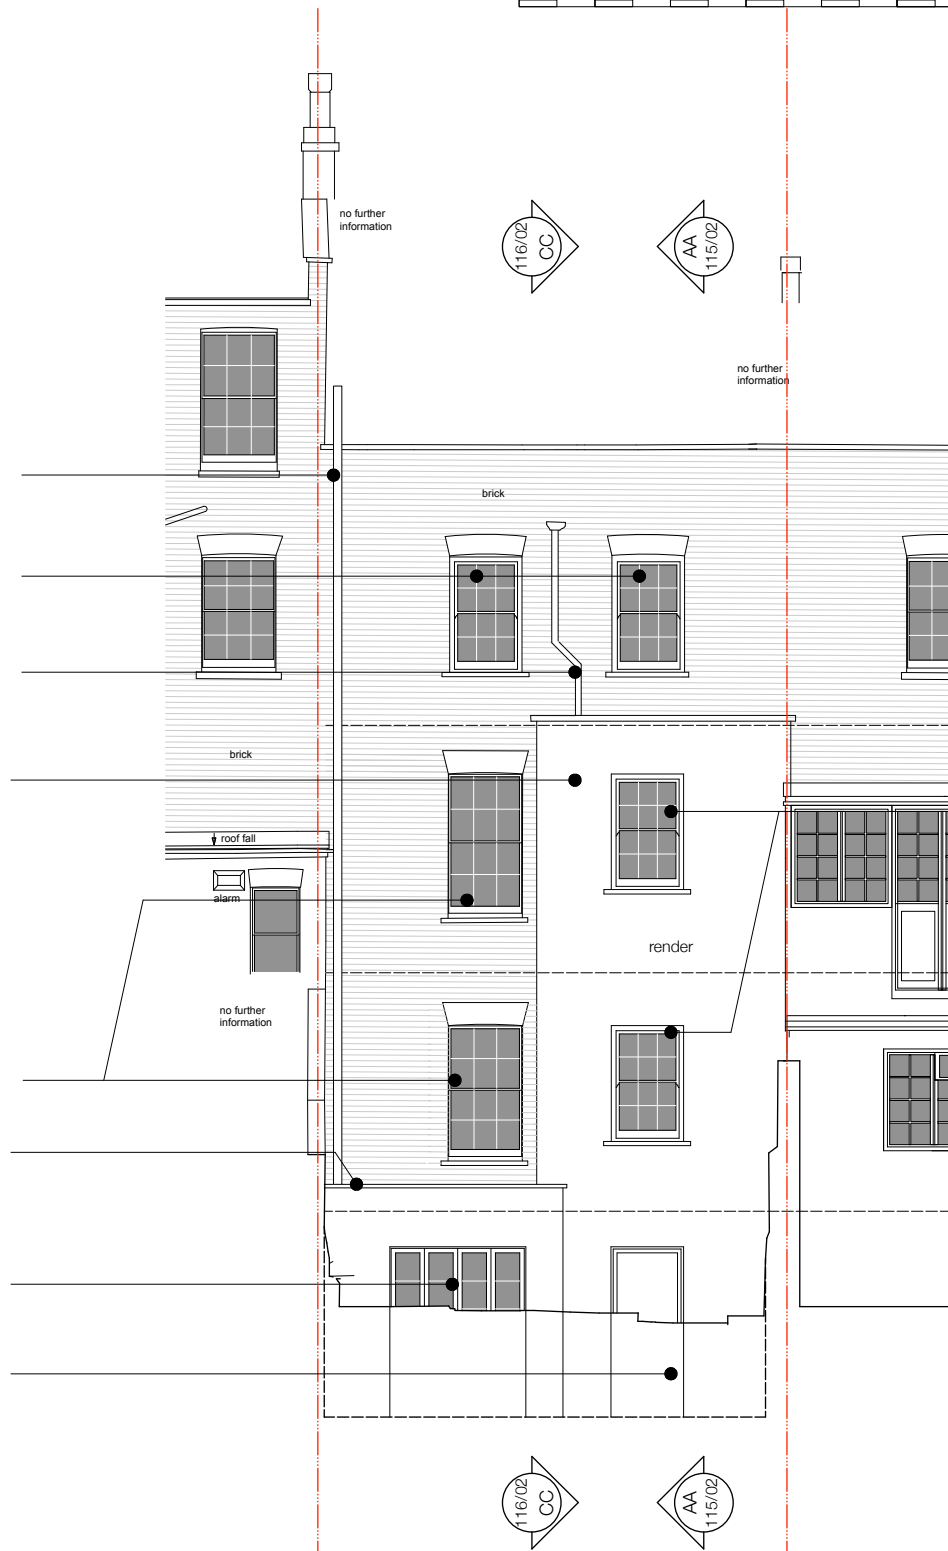 no further
information
116/02
CC
AA
115/02
no further
information
brick
brick
roof fall
alarm
render
no further
information
116/02
CC
AA
115/02